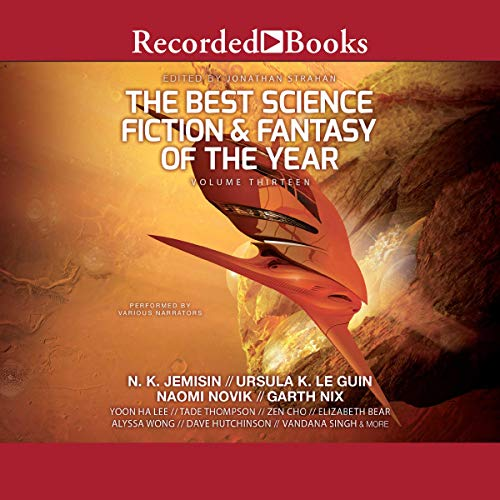 Recorded Books
EDITED BY JONATHAN STRAHAN
THE BEST SCIENCE
FICTION & FANTASY
OF THE YEAR
VOLUME THIRTEEN
PERFORMED BY
VARIOUS NARRATORS
N. K. JEMISIN // URSULA K. LE GUIN
NAOMI NOVIK // GARTH NIX
YOON HA LEE // TADE THOMPSON // ZEN CHO // ELIZABETH BEAR
ALYSSA WONG // DAVE HUTCHINSON // VANDANA SINGH & MORE